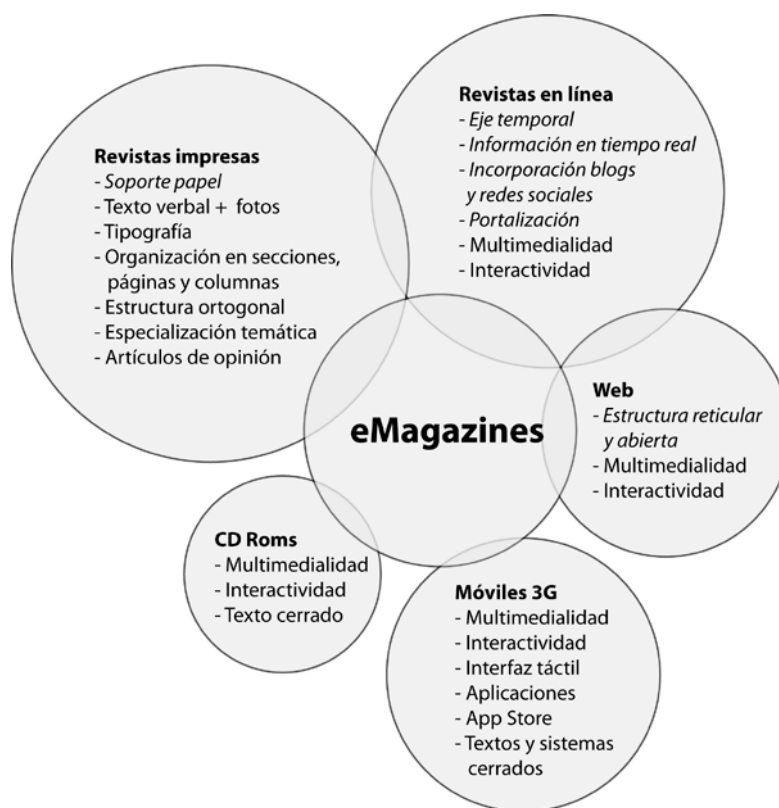 Revistas impresas
- Soporte papel
- Texto verbal + fotos
- Tipografía
- Organización en secciones,
páginas y columnas
- Estructura ortogonal
- Especialización temática
- Artículos de opinión
Revistas en línea
- Eje temporal
- Información en tiempo real
- Incorporación blogs
y redes sociales
- Portalización
- Multimedialidad
- Interactividad
eMagazines
Web
- Estructura reticular
y abierta
- Multimedialidad
- Interactividad
CD Roms
- Multimedialidad
- Interactividad
- Texto cerrado
Móviles 3G
- Multimedialidad
- Interactividad
- Interfaz táctil
- Aplicaciones
- App Store
- Textos y sistemas
cerrados